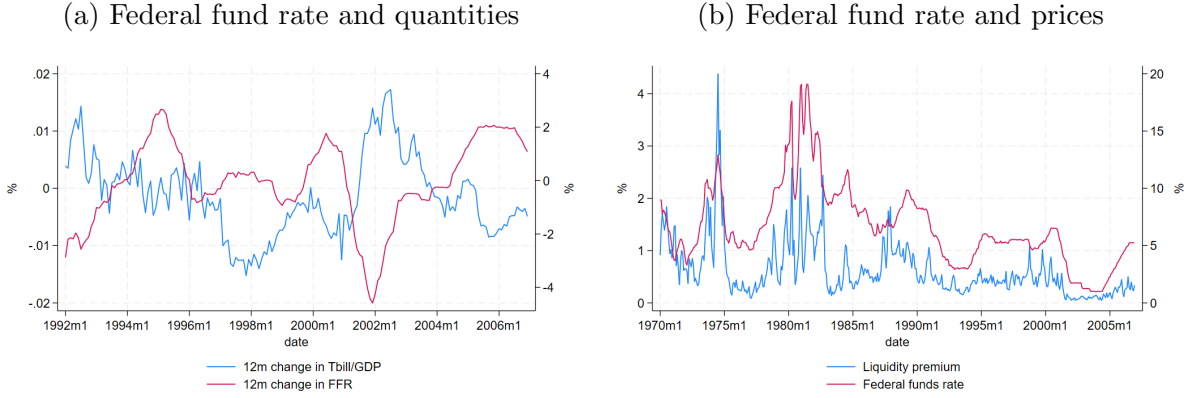 (a) Federal fund rate and quantities
.02
.01
0
-.01
-.02
%
4
2
0
-2
-4
%
1992m1 1994m1 1996m1 1998m1 2000m1 2002m1 2004m1 2006m1
date
12m change in Tbill/GDP
12m change in FFR
(b) Federal fund rate and prices
4
3
2
1
0
%
20
15
10
5
0
%
1970m1 1975m1 1980m1 1985m1 1990m1 1995m1 2000m1 2005m1
date
Liquidity premium
Federal funds rate